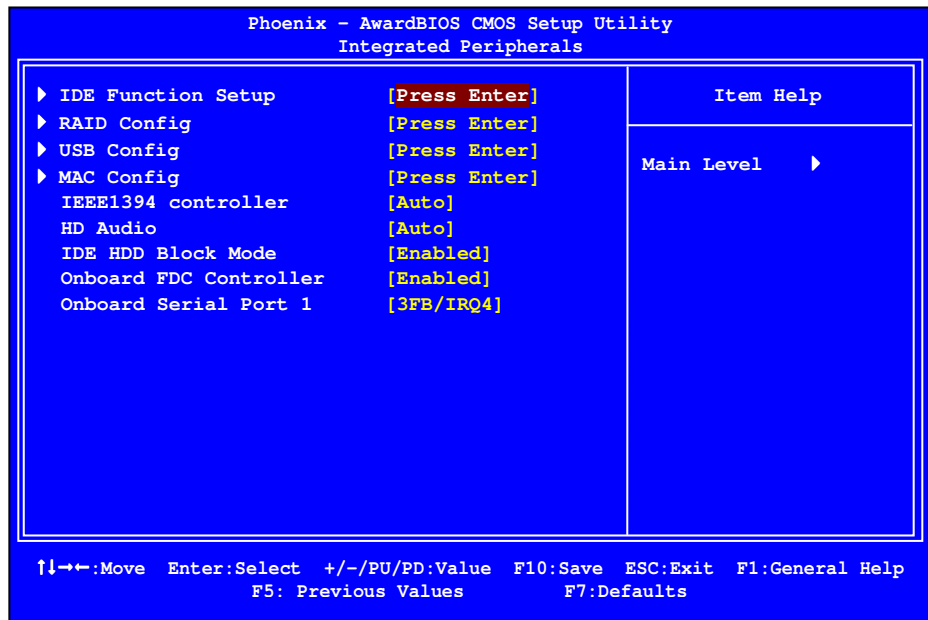 Phoenix – AwardBIOS CMOS Setup Utility
Integrated Peripherals
IDE Function Setup [Press Enter]
RAID Config [Press Enter]
USB Config [Press Enter]
MAC Config [Press Enter]
IEEE1394 controller [Auto]
HD Audio [Auto]
IDE HDD Block Mode [Enabled]
Onboard FDC Controller [Enabled]
Onboard Serial Port 1 [3FB/IRQ4]
Item Help
Main Level
↑↓→←:Move Enter:Select +/-/PU/PD:Value F10:Save ESC:Exit F1:General Help
F5: Previous Values F7:Defaults